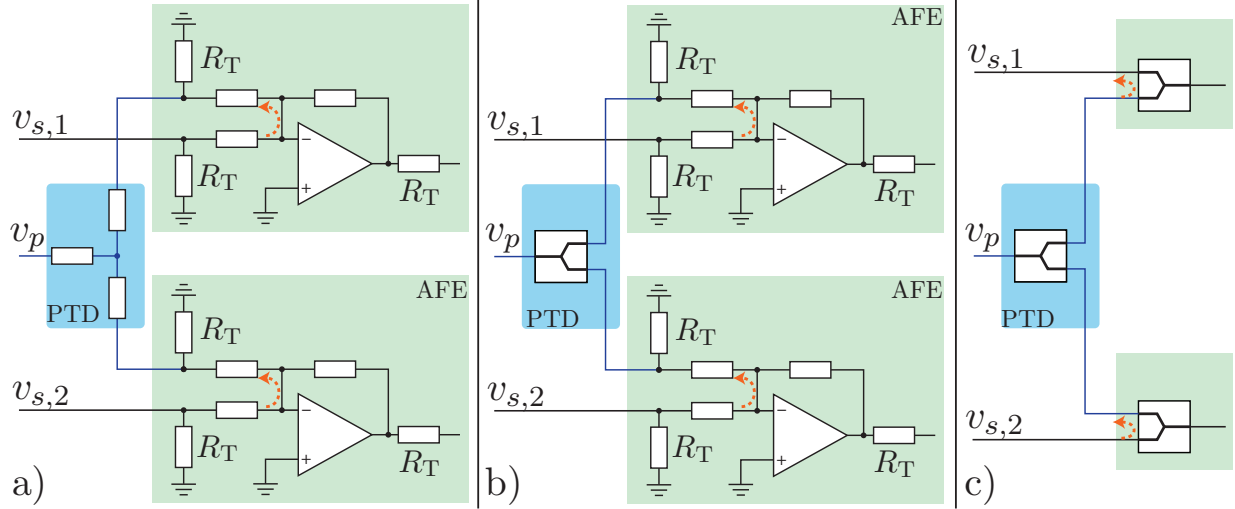 AFE
R_T
v_{s,1}
R_T
R_T
− +
v_p
PTD
AFE
R_T
v_{s,2}
R_T
R_T
− +
a)
AFE
R_T
v_{s,1}
R_T
R_T
− +
v_p
PTD
AFE
R_T
v_{s,2}
R_T
R_T
− +
b)
v_{s,1}
v_p
PTD
v_{s,2}
c)